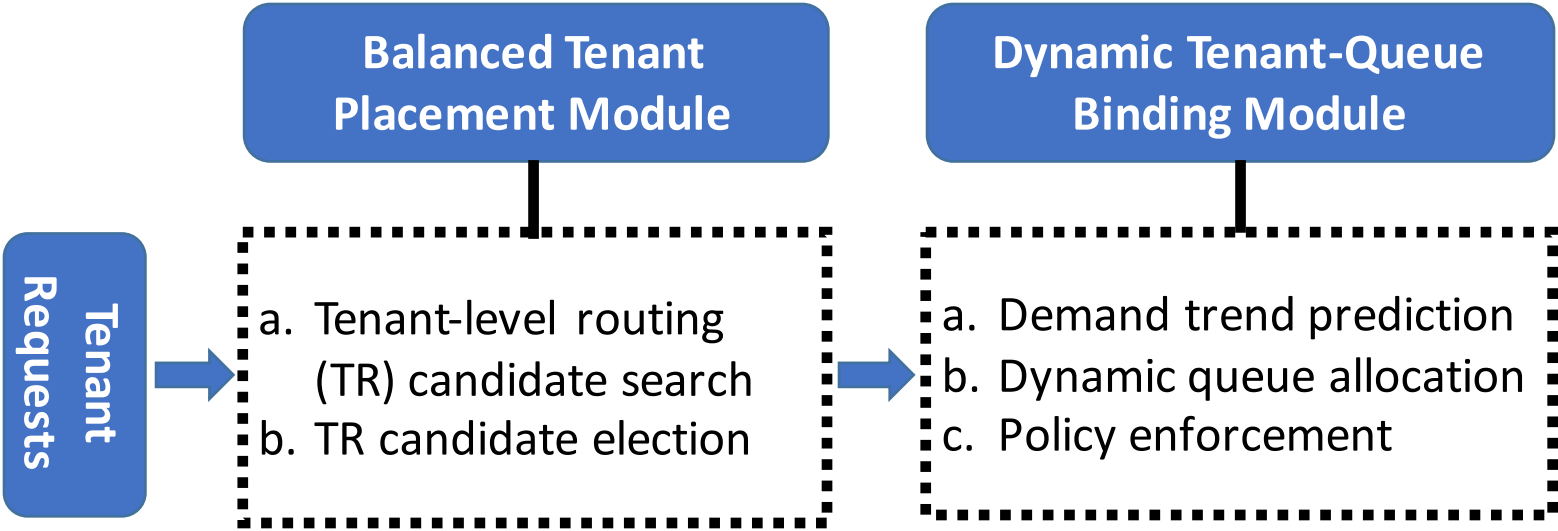 Balanced Tenant
Placement Module
Dynamic Tenant-Queue
Binding Module
Tenant
Requests
a. Tenant-level routing
(TR) candidate search
b. TR candidate election
a. Demand trend prediction
b. Dynamic queue allocation
c. Policy enforcement